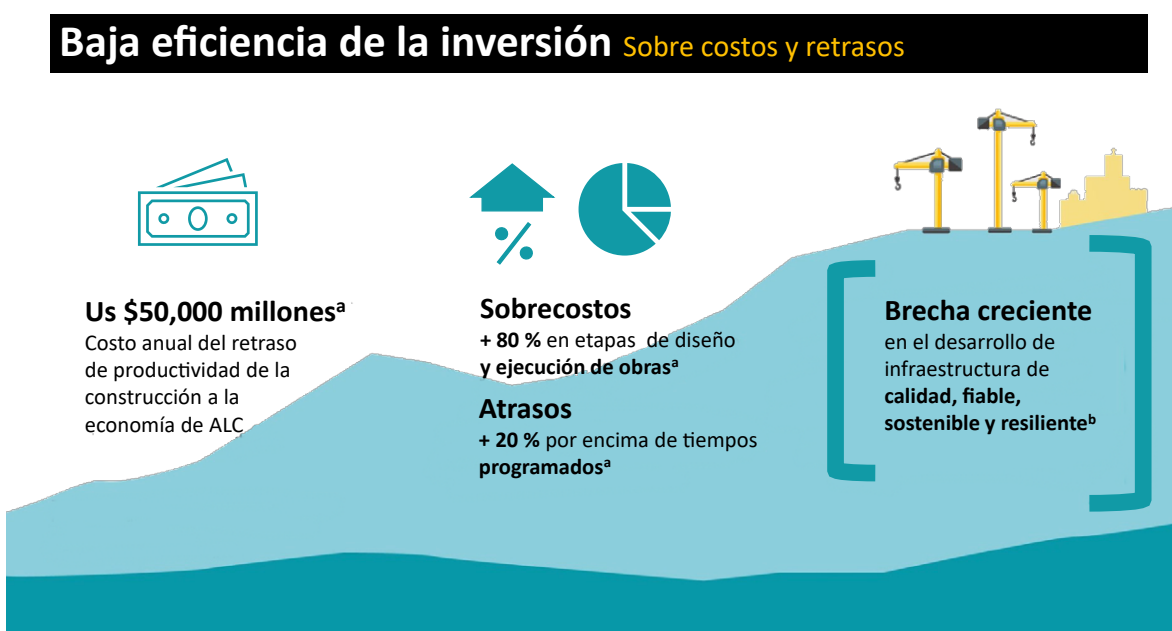 Baja eficiencia de la inversión Sobre costos y retrasos
Us $50,000 millonesᵃ
Costo anual del retraso
de productividad de la
construcción a la
economía de ALC
Sobrecostos
+ 80 % en etapas de diseño
y ejecución de obrasᵃ
Atrasos
+ 20 % por encima de tiempos
programadosᵃ
Brecha creciente
en el desarrollo de
infraestructura de
calidad, fiable,
sostenible y resilienteᵇ